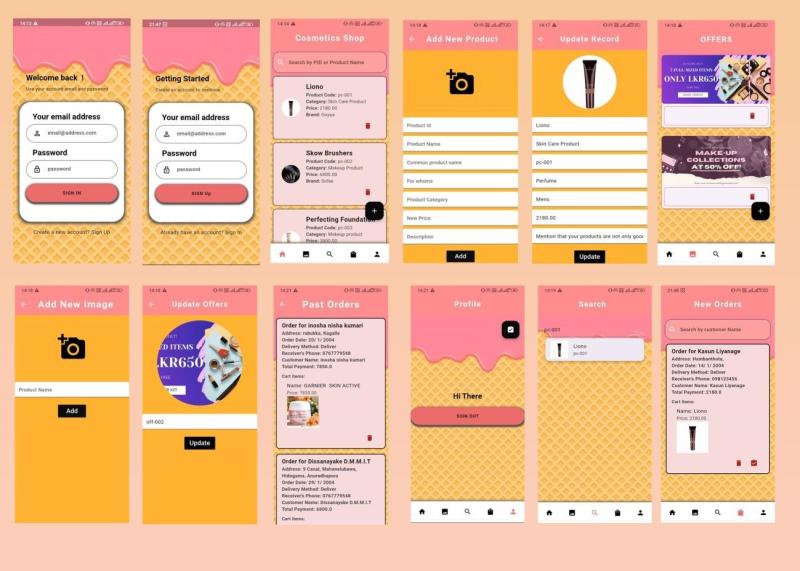 14:13
Welcome back !
Use your account email and password
Your email address
email@address.com
Password
password
SIGN IN
Create a new account? Sign Up
21:47
Getting Started
Create an account to continue
Your email address
email@address.com
Password
password
SIGN Up
Already have an account? Sign In
14:14
Cosmetics Shop
Search by PID or Product Name
Liono
Product Code: pc-001
Category: Skin Care Product
Price: 2180.00
Skow Brushers
Product Code: pc-002
Category: Makeup Product
Price: 6800.00
Perfecting Foundation
Product Code: pc-003
Category: Makeup product
Price: 3800.00
14:18
Add New Product
Product Id
Product Name
Common product name
For whoms
Product Category
New Price
Description
Add
14:17
Update Record
Liono
Skin Care Product
pc-001
Perfume
Mens
2180.00
Mention that your products are not only good
Update
14:18
OFFERS
ONLY LKR650
MAKE-UP
COLLECTIONS
AT 50% OFF!
14:18
Add New Image
Product Name
Add
14:18
Update Offers
ED ITEMS
LKR650
off-002
Update
14:21
Past Orders
Order for inosha nisha kumari
Address: rabukka, Kagalle
Order Date: 20/ 1/ 2024
Delivery Method: Deliver
Receiver's Phone: 0767779548
Customer Name: inosha nisha kumari
Total Payment: 7850.0
Cart Items:
Name: GARNIER SKIN ACTIVE
Price: 7850.00
Order for Dissanayake D.M.M.I.T
Address: 9 Canal, Mahanelubawa,
Hidogama, Anuradhapura
Order Date: 29/ 1/ 2024
Delivery Method: Deliver
Receiver's Phone: 0767779548
Customer Name: Dissanayake D.M.M.I.T
Total Payment: 6800.0
Cart Items:
14:21
Profile
Hi There
SIGN OUT
14:19
Search
pc-001
Liono
pc-001
21:48
New Orders
Search by customer Name
Order for Kasun Liyanage
Address: Hambanthota,
Order Date: 14/ 1/ 2024
Delivery Method: Deliver
Receiver's Phone: 098123456
Customer Name: Kasun Liyanage
Total Payment: 2180.0
Cart Items:
Name: Liono
Price: 2180.00